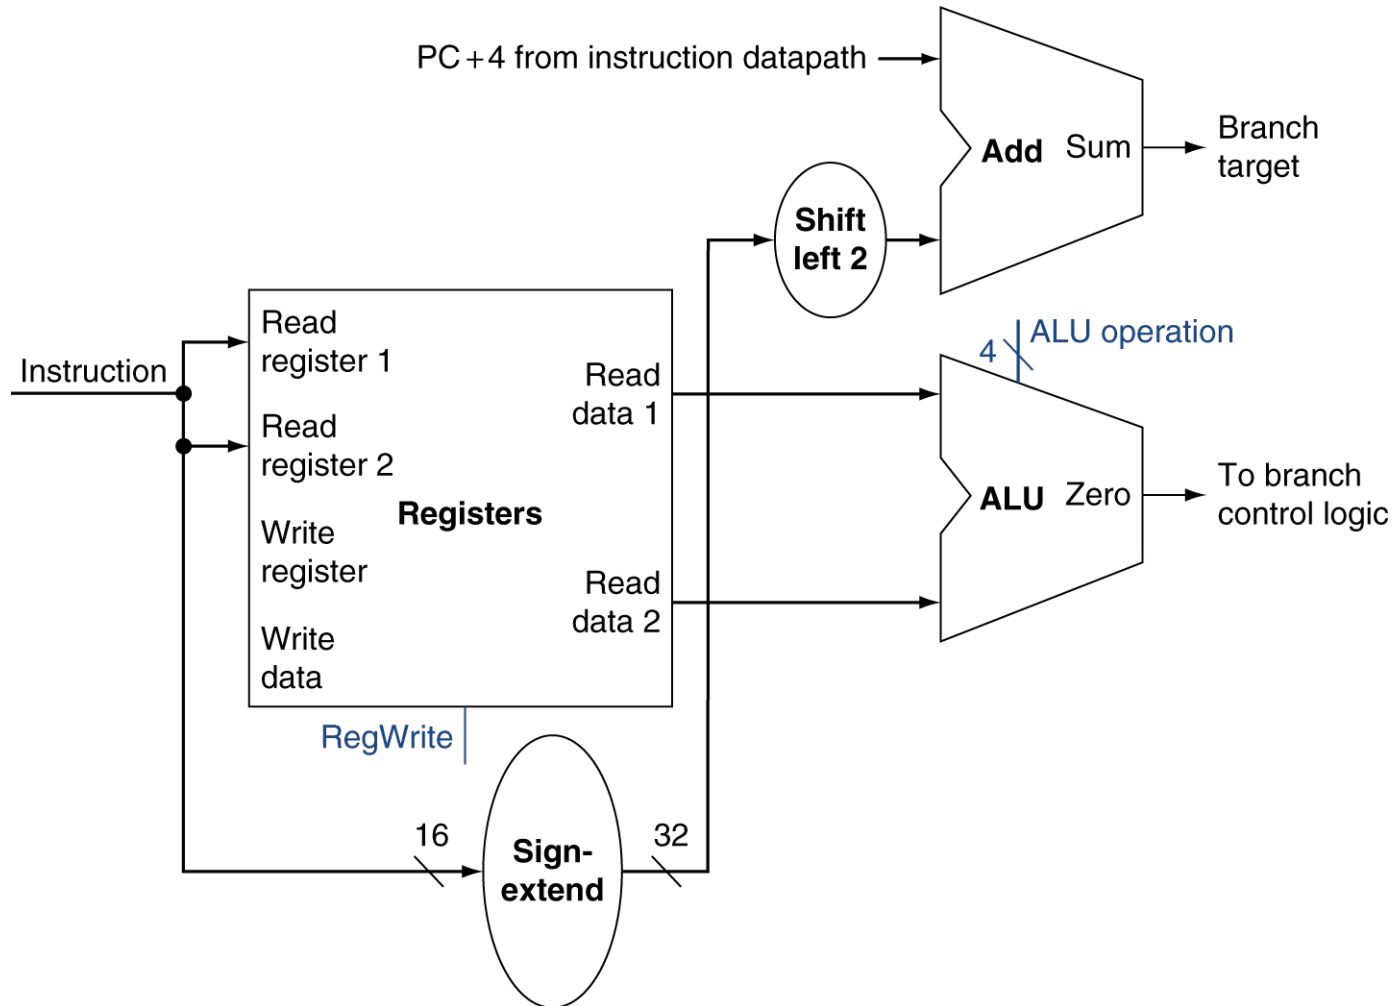 PC+4 from instruction datapath
Add Sum
Branch
target
Shift
left 2
ALU operation
4
Instruction
Read
register 1
Read
register 2
Write
register
Write
data
Registers
Read
data 1
Read
data 2
ALU Zero
To branch
control logic
RegWrite
16
Sign-
extend
32